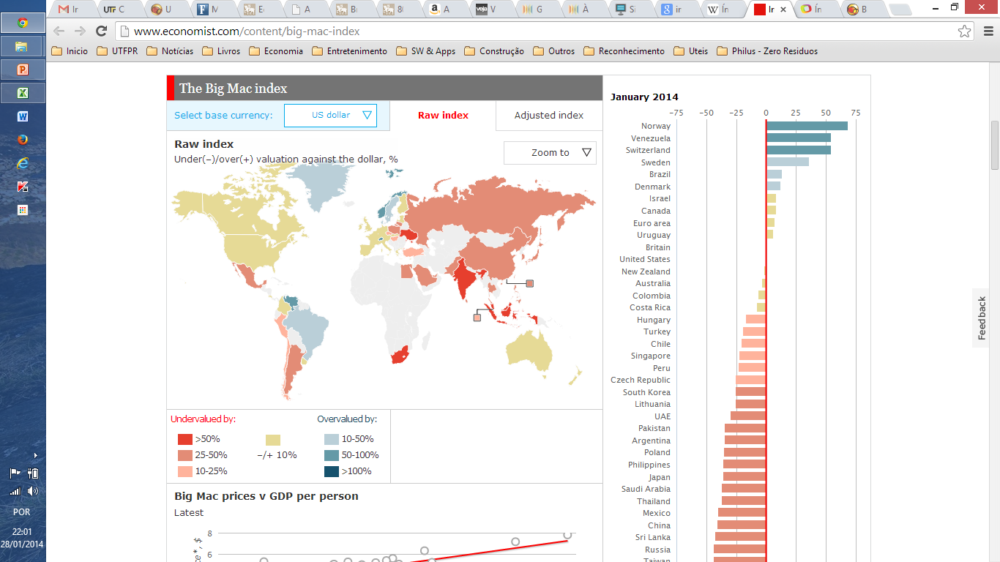 Ir
UTF C
U
M
E
A
B
8
A
veja V
G
À
Si
ir
W Ín
Ir
Ín
B
www.economist.com/content/big-mac-index
Inicio UTFPR Notícias Livros Economia Entretenimento SW & Apps Construção Outros Reconhecimento Uteis Philus - Zero Residuos
The Big Mac index
Select base currency: US dollar Raw index Adjusted index
Raw index
Under(−)/over(+) valuation against the dollar, %
Zoom to
Undervalued by: Overvalued by:
>50% 10-50%
25-50% −/+ 10% 50-100%
10-25% >100%
Big Mac prices v GDP per person
Latest
8
6
January 2014
−75 −50 −25 0 25 50 75
Norway
Venezuela
Switzerland
Sweden
Brazil
Denmark
Israel
Canada
Euro area
Uruguay
Britain
United States
New Zealand
Australia
Colombia
Costa Rica
Hungary
Turkey
Chile
Singapore
Peru
Czech Republic
South Korea
Lithuania
UAE
Pakistan
Argentina
Poland
Philippines
Japan
Saudi Arabia
Thailand
Mexico
China
Sri Lanka
Russia
Taiwan
Feedback
POR
22:01
28/01/2014